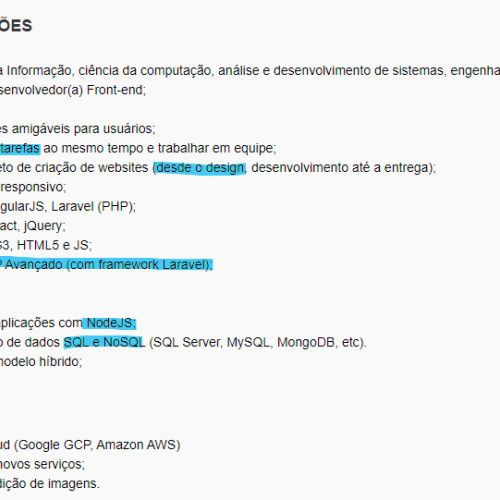 ÕES
a Informação, ciência da computação, análise e desenvolvimento de sistemas, engenha
senvolvedor(a) Front-end;
es amigáveis para usuários;
tarefas ao mesmo tempo e trabalhar em equipe;
eto de criação de websites (desde o design, desenvolvimento até a entrega);
responsivo;
gularJS, Laravel (PHP);
act, jQuery;
S3, HTML5 e JS;
P Avançado (com framework Laravel);
aplicações com NodeJS;
o de dados SQL e NoSQL (SQL Server, MySQL, MongoDB, etc).
modelo híbrido;
ud (Google GCP, Amazon AWS)
novos serviços;
dição de imagens.